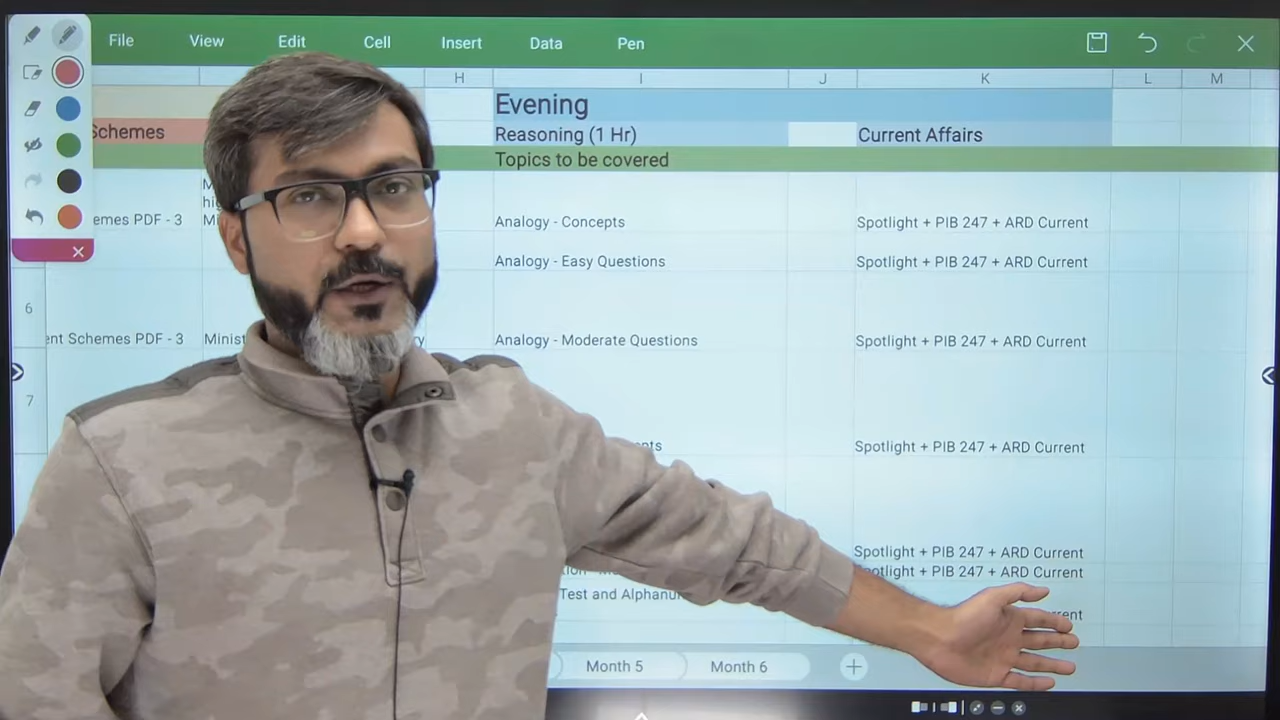 File View Edit Cell Insert Data Pen
H I J K L M
Evening
Schemes Reasoning (1 Hr) Current Affairs
Topics to be covered
emes PDF - 3 Analogy - Concepts Spotlight + PIB 247 + ARD Current
Analogy - Easy Questions Spotlight + PIB 247 + ARD Current
6
ent Schemes PDF - 3 Minist Analogy - Moderate Questions Spotlight + PIB 247 + ARD Current
7
Spotlight + PIB 247 + ARD Current
Spotlight + PIB 247 + ARD Current
Spotlight + PIB 247 + ARD Current
Test and Alphanu
Month 5 Month 6